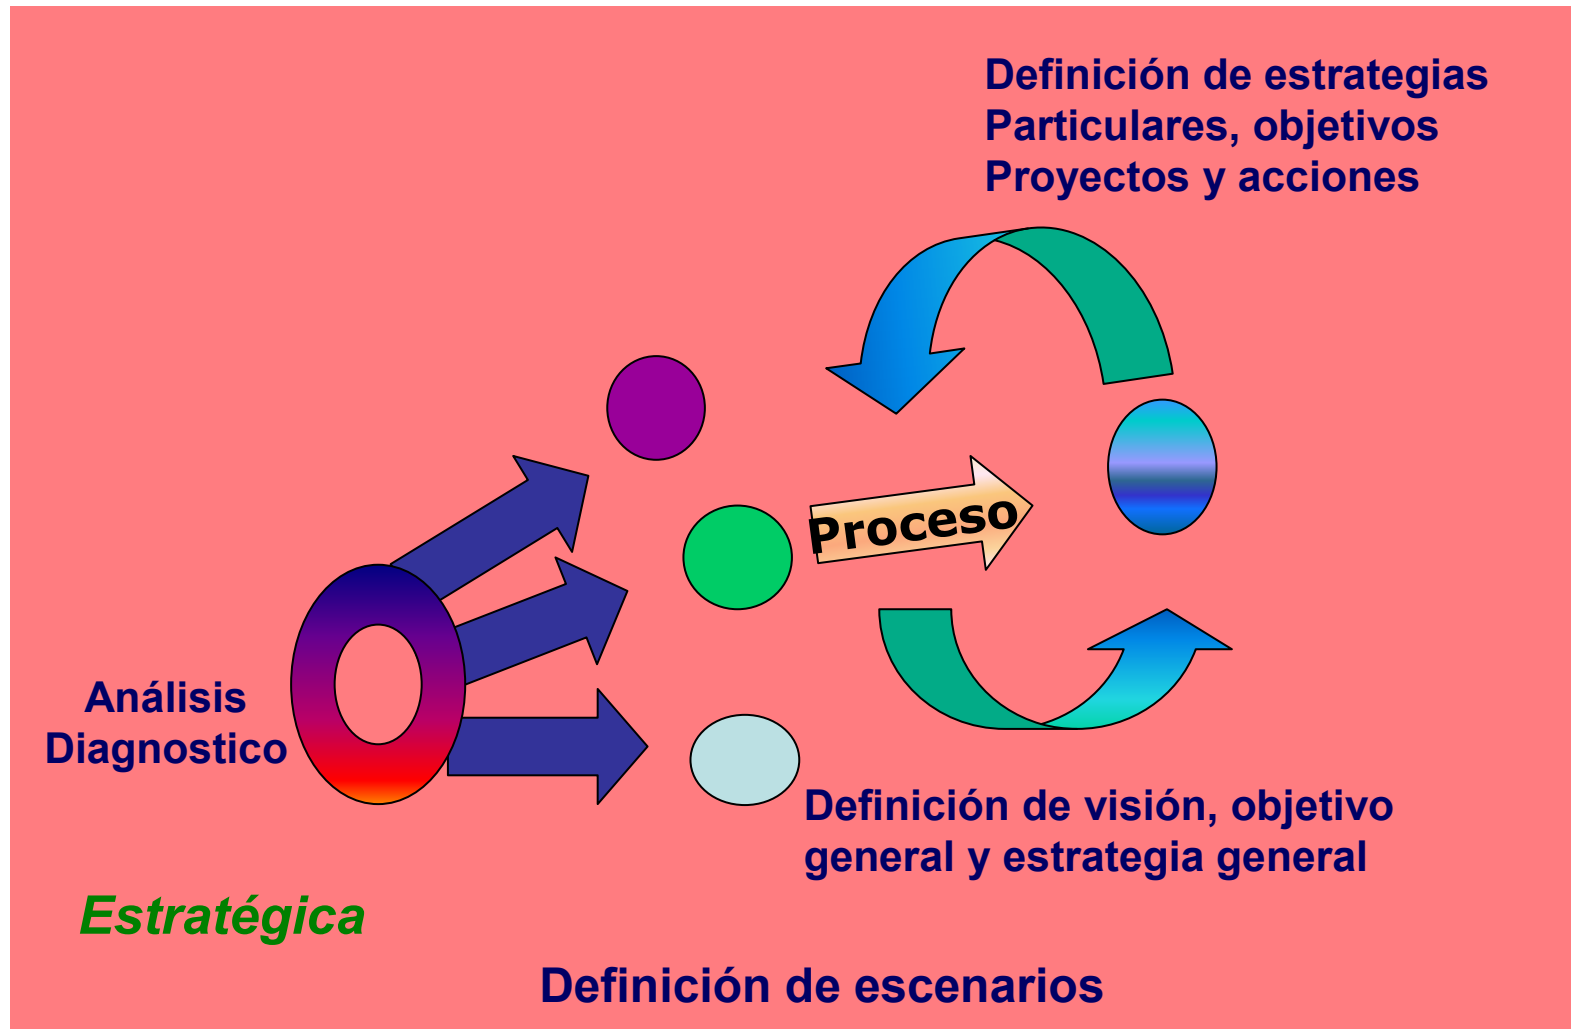 Definición de estrategias
Particulares, objetivos
Proyectos y acciones
Proceso
Análisis
Diagnostico
Definición de visión, objetivo
general y estrategia general
Estratégica
Definición de escenarios